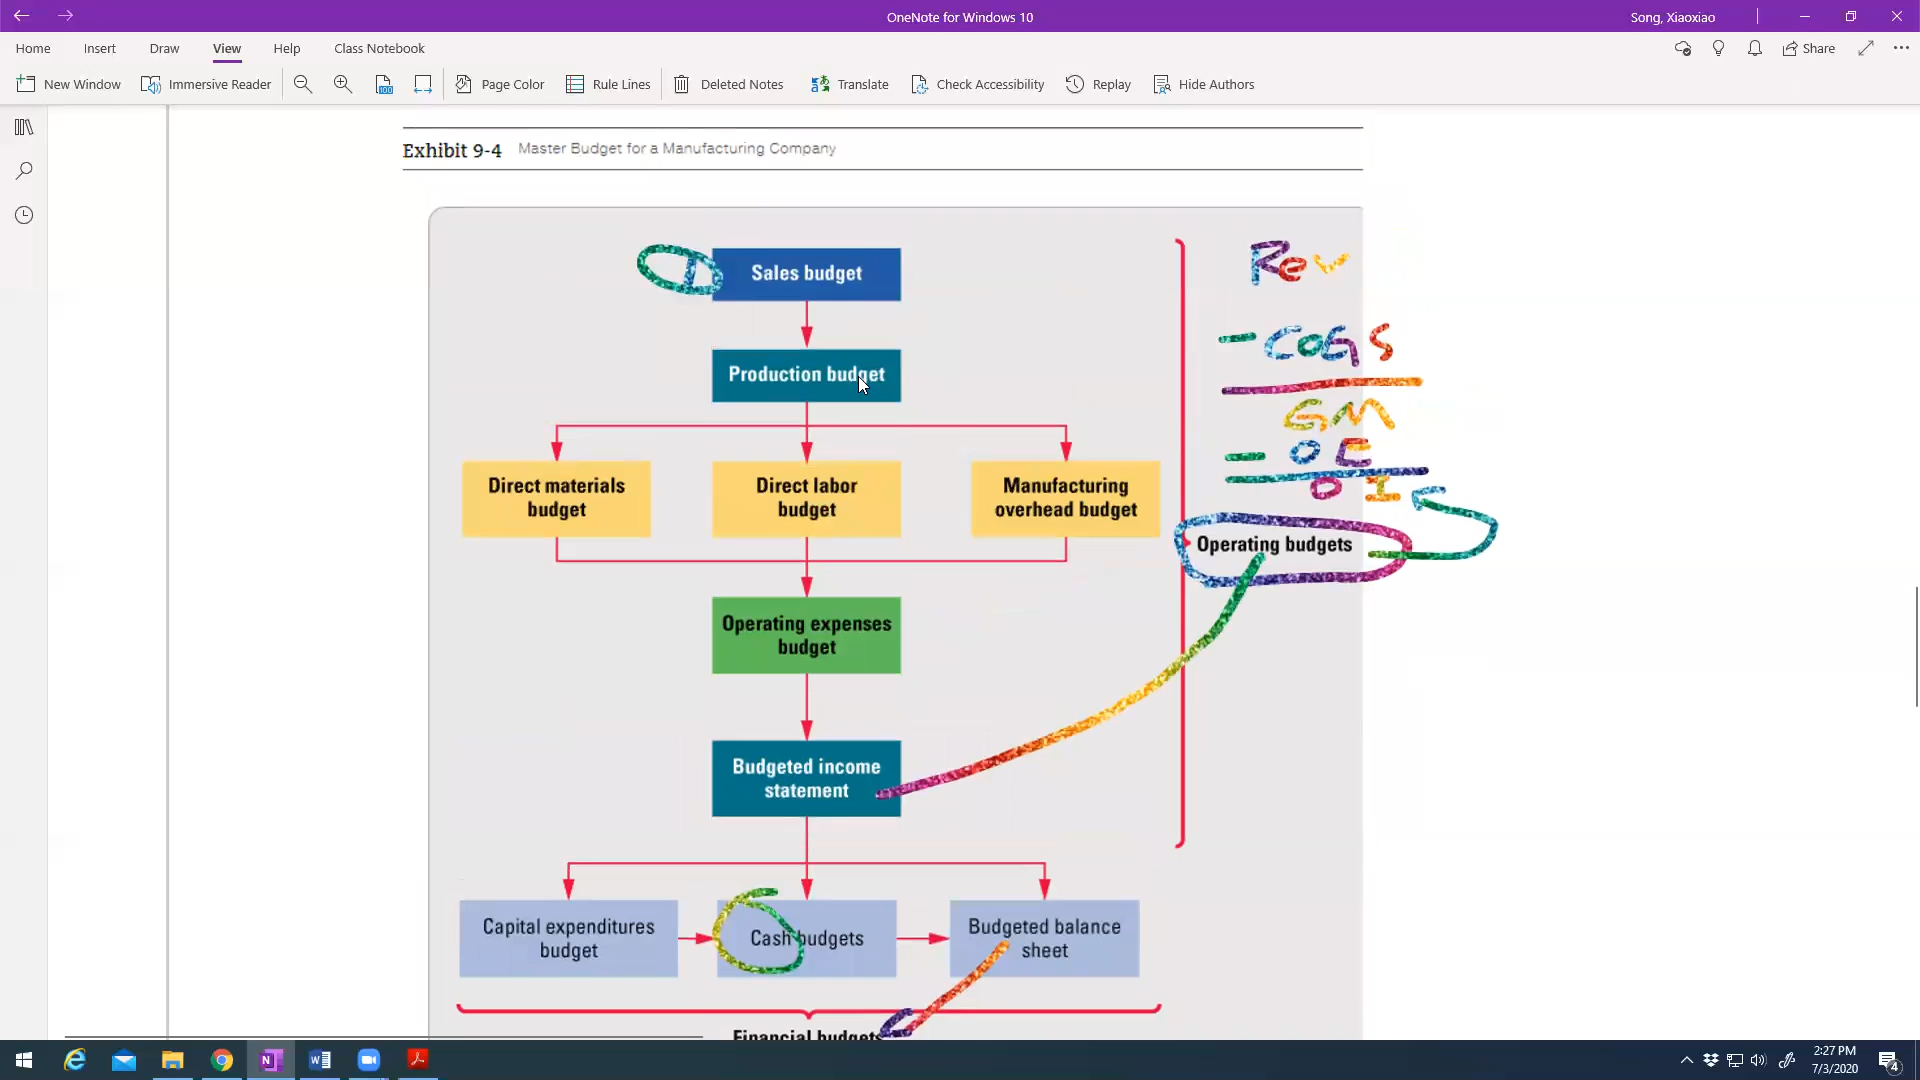 OneNote for Windows 10
Song, Xiaoxiao
Home Insert Draw View Help Class Notebook
Share
New Window Immersive Reader Page Color Rule Lines Deleted Notes Translate Check Accessibility Replay Hide Authors
Exhibit 9-4 Master Budget for a Manufacturing Company
1 Sales budget
Rev
- COGS
Production budget
GM
- OE
OI
Direct materials
budget
Direct labor
budget
Manufacturing
overhead budget
Operating budgets
Operating expenses
budget
Budgeted income
statement
Capital expenditures
budget
Cash budgets
Budgeted balance
sheet
Financial budgets
2:27 PM
7/3/2020
4